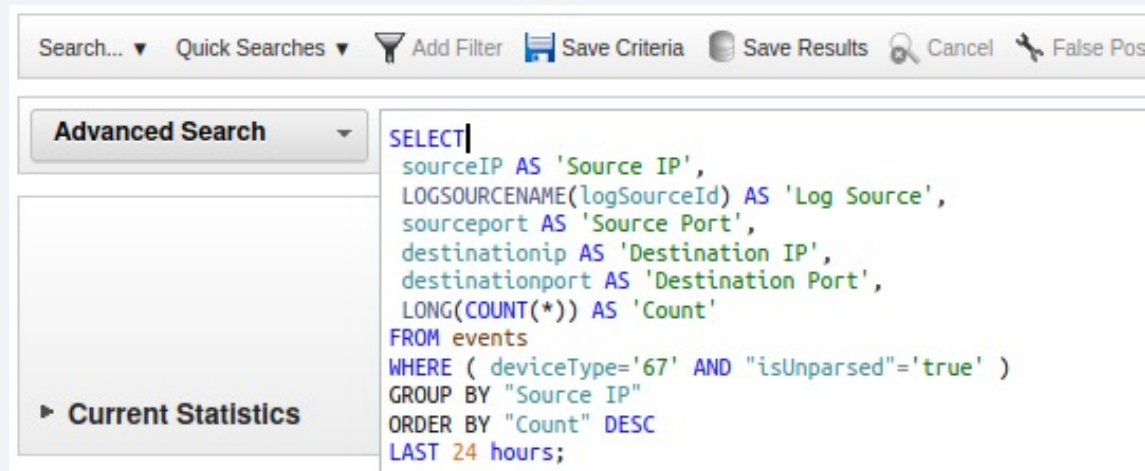 Search... ▼ Quick Searches ▼ Add Filter Save Criteria Save Results Cancel False Pos
Advanced Search
SELECT
sourceIP AS 'Source IP',
LOGSOURCENAME(logSourceId) AS 'Log Source',
sourceport AS 'Source Port',
destinationip AS 'Destination IP',
destinationport AS 'Destination Port',
LONG(COUNT(*)) AS 'Count'
FROM events
WHERE ( deviceType='67' AND "isUnparsed"='true' )
GROUP BY "Source IP"
ORDER BY "Count" DESC
LAST 24 hours;
Current Statistics